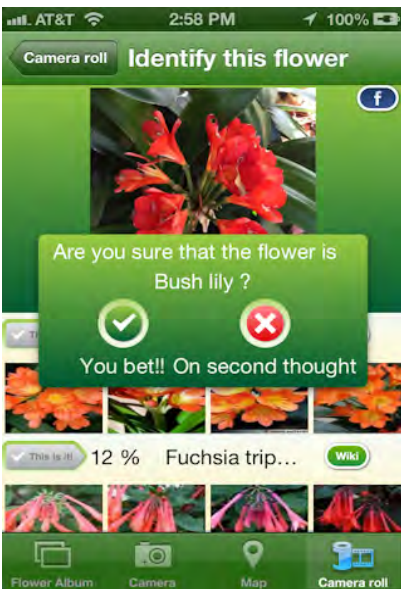 AT&T 2:58 PM 100%
Camera roll Identify this flower
f
Are you sure that the flower is
Bush lily ?
You bet!! On second thought
This is it! 12 % Fuchsia trip... Wiki
Flower Album Camera Map Camera roll